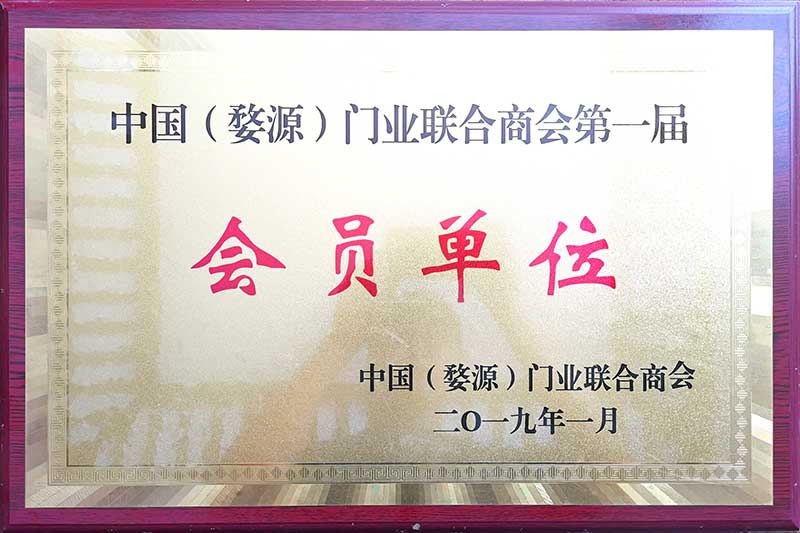 中国（婺源）门业联合商会第一届
会员单位
中国（婺源）门业联合商会
二〇一九年一月